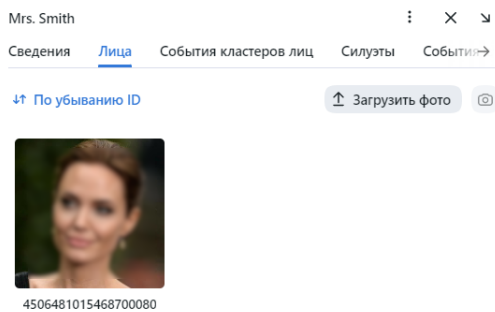 Mrs. Smith
Сведения Лица События кластеров лиц Силуэты События
По убыванию ID Загрузить фото
4506481015468700080